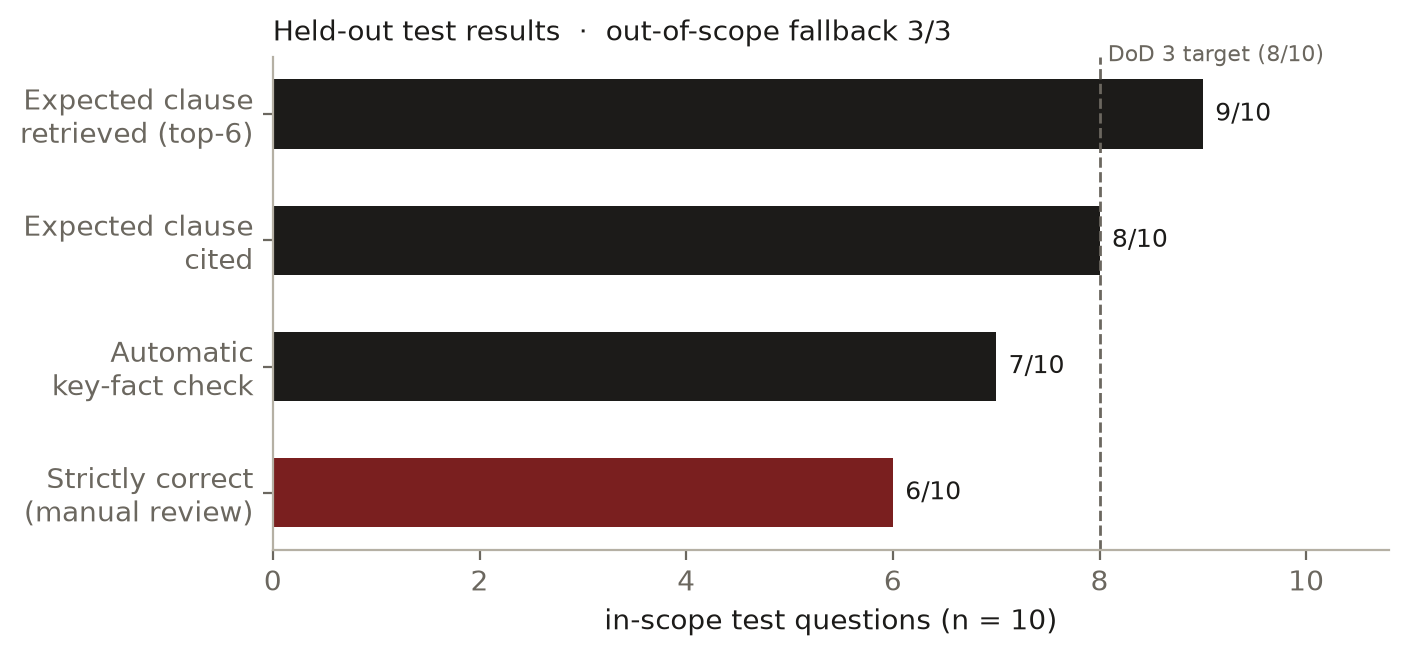 Held-out test results · out-of-scope fallback 3/3
DoD 3 target (8/10)
Expected clause
retrieved (top-6)
9/10
Expected clause
cited
8/10
Automatic
key-fact check
7/10
Strictly correct
(manual review)
6/10
0 2 4 6 8 10
in-scope test questions (n = 10)